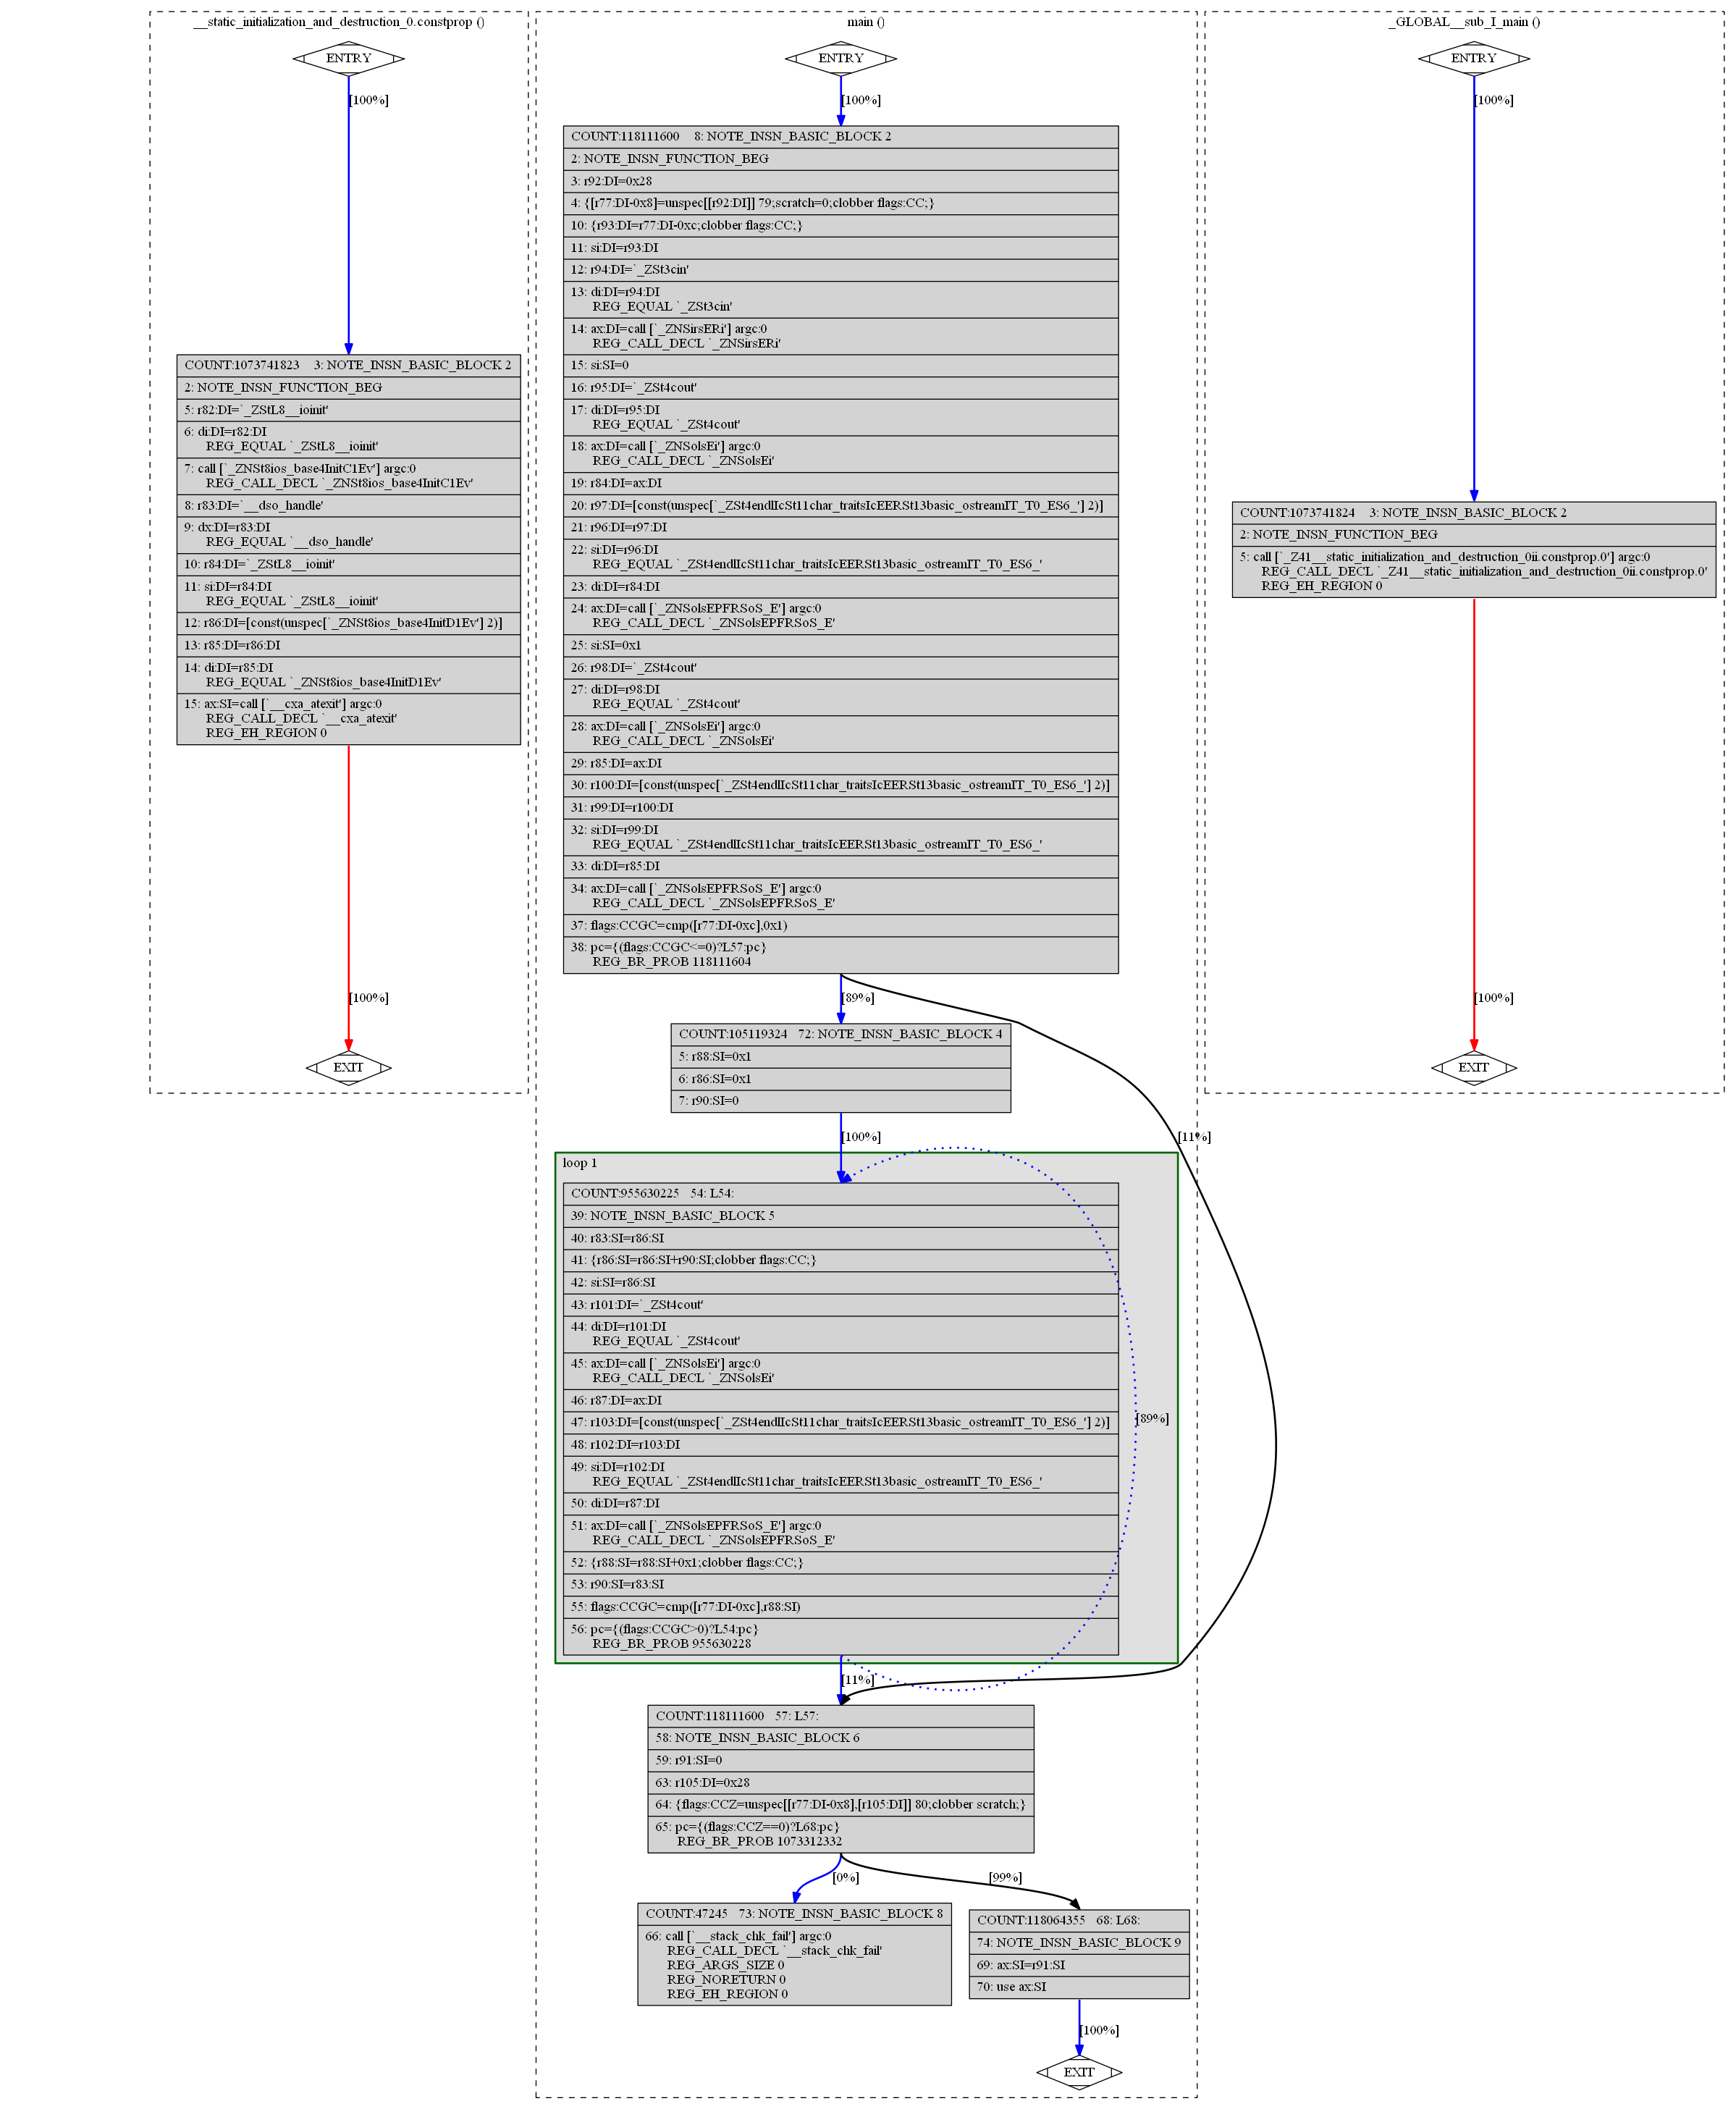 __static_initialization_and_destruction_0.constprop ()
ENTRY
[100%]
COUNT:1073741823 3: NOTE_INSN_BASIC_BLOCK 2
2: NOTE_INSN_FUNCTION_BEG
5: r82:DI=`_ZStL8__ioinit'
6: di:DI=r82:DI
REG_EQUAL `_ZStL8__ioinit'
7: call [`_ZNSt8ios_base4InitC1Ev'] argc:0
REG_CALL_DECL `_ZNSt8ios_base4InitC1Ev'
8: r83:DI=`__dso_handle'
9: dx:DI=r83:DI
REG_EQUAL `__dso_handle'
10: r84:DI=`_ZStL8__ioinit'
11: si:DI=r84:DI
REG_EQUAL `_ZStL8__ioinit'
12: r86:DI=[const(unspec[`_ZNSt8ios_base4InitD1Ev'] 2)]
13: r85:DI=r86:DI
14: di:DI=r85:DI
REG_EQUAL `_ZNSt8ios_base4InitD1Ev'
15: ax:SI=call [`__cxa_atexit'] argc:0
REG_CALL_DECL `__cxa_atexit'
REG_EH_REGION 0
[100%]
EXIT
main ()
ENTRY
[100%]
COUNT:118111600 8: NOTE_INSN_BASIC_BLOCK 2
2: NOTE_INSN_FUNCTION_BEG
3: r92:DI=0x28
4: {[r77:DI-0x8]=unspec[[r92:DI]] 79;scratch=0;clobber flags:CC;}
10: {r93:DI=r77:DI-0xc;clobber flags:CC;}
11: si:DI=r93:DI
12: r94:DI=`_ZSt3cin'
13: di:DI=r94:DI
REG_EQUAL `_ZSt3cin'
14: ax:DI=call [`_ZNSirsERi'] argc:0
REG_CALL_DECL `_ZNSirsERi'
15: si:SI=0
16: r95:DI=`_ZSt4cout'
17: di:DI=r95:DI
REG_EQUAL `_ZSt4cout'
18: ax:DI=call [`_ZNSolsEi'] argc:0
REG_CALL_DECL `_ZNSolsEi'
19: r84:DI=ax:DI
20: r97:DI=[const(unspec[`_ZSt4endlIcSt11char_traitsIcEERSt13basic_ostreamIT_T0_ES6_'] 2)]
21: r96:DI=r97:DI
22: si:DI=r96:DI
REG_EQUAL `_ZSt4endlIcSt11char_traitsIcEERSt13basic_ostreamIT_T0_ES6_'
23: di:DI=r84:DI
24: ax:DI=call [`_ZNSolsEPFRSoS_E'] argc:0
REG_CALL_DECL `_ZNSolsEPFRSoS_E'
25: si:SI=0x1
26: r98:DI=`_ZSt4cout'
27: di:DI=r98:DI
REG_EQUAL `_ZSt4cout'
28: ax:DI=call [`_ZNSolsEi'] argc:0
REG_CALL_DECL `_ZNSolsEi'
29: r85:DI=ax:DI
30: r100:DI=[const(unspec[`_ZSt4endlIcSt11char_traitsIcEERSt13basic_ostreamIT_T0_ES6_'] 2)]
31: r99:DI=r100:DI
32: si:DI=r99:DI
REG_EQUAL `_ZSt4endlIcSt11char_traitsIcEERSt13basic_ostreamIT_T0_ES6_'
33: di:DI=r85:DI
34: ax:DI=call [`_ZNSolsEPFRSoS_E'] argc:0
REG_CALL_DECL `_ZNSolsEPFRSoS_E'
37: flags:CCGC=cmp([r77:DI-0xc],0x1)
38: pc={(flags:CCGC<=0)?L57:pc}
REG_BR_PROB 118111604
[89%]
[11%]
COUNT:105119324 72: NOTE_INSN_BASIC_BLOCK 4
5: r88:SI=0x1
6: r86:SI=0x1
7: r90:SI=0
[100%]
loop 1
COUNT:955630225 54: L54:
39: NOTE_INSN_BASIC_BLOCK 5
40: r83:SI=r86:SI
41: {r86:SI=r86:SI+r90:SI;clobber flags:CC;}
42: si:SI=r86:SI
43: r101:DI=`_ZSt4cout'
44: di:DI=r101:DI
REG_EQUAL `_ZSt4cout'
45: ax:DI=call [`_ZNSolsEi'] argc:0
REG_CALL_DECL `_ZNSolsEi'
46: r87:DI=ax:DI
47: r103:DI=[const(unspec[`_ZSt4endlIcSt11char_traitsIcEERSt13basic_ostreamIT_T0_ES6_'] 2)]
48: r102:DI=r103:DI
49: si:DI=r102:DI
REG_EQUAL `_ZSt4endlIcSt11char_traitsIcEERSt13basic_ostreamIT_T0_ES6_'
50: di:DI=r87:DI
51: ax:DI=call [`_ZNSolsEPFRSoS_E'] argc:0
REG_CALL_DECL `_ZNSolsEPFRSoS_E'
52: {r88:SI=r88:SI+0x1;clobber flags:CC;}
53: r90:SI=r83:SI
55: flags:CCGC=cmp([r77:DI-0xc],r88:SI)
56: pc={(flags:CCGC>0)?L54:pc}
REG_BR_PROB 955630228
[89%]
[11%]
COUNT:118111600 57: L57:
58: NOTE_INSN_BASIC_BLOCK 6
59: r91:SI=0
63: r105:DI=0x28
64: {flags:CCZ=unspec[[r77:DI-0x8],[r105:DI]] 80;clobber scratch;}
65: pc={(flags:CCZ==0)?L68:pc}
REG_BR_PROB 1073312332
[0%]
[99%]
COUNT:47245 73: NOTE_INSN_BASIC_BLOCK 8
66: call [`__stack_chk_fail'] argc:0
REG_CALL_DECL `__stack_chk_fail'
REG_ARGS_SIZE 0
REG_NORETURN 0
REG_EH_REGION 0
COUNT:118064355 68: L68:
74: NOTE_INSN_BASIC_BLOCK 9
69: ax:SI=r91:SI
70: use ax:SI
[100%]
EXIT
_GLOBAL__sub_I_main ()
ENTRY
[100%]
COUNT:1073741824 3: NOTE_INSN_BASIC_BLOCK 2
2: NOTE_INSN_FUNCTION_BEG
5: call [`_Z41__static_initialization_and_destruction_0ii.constprop.0'] argc:0
REG_CALL_DECL `_Z41__static_initialization_and_destruction_0ii.constprop.0'
REG_EH_REGION 0
[100%]
EXIT